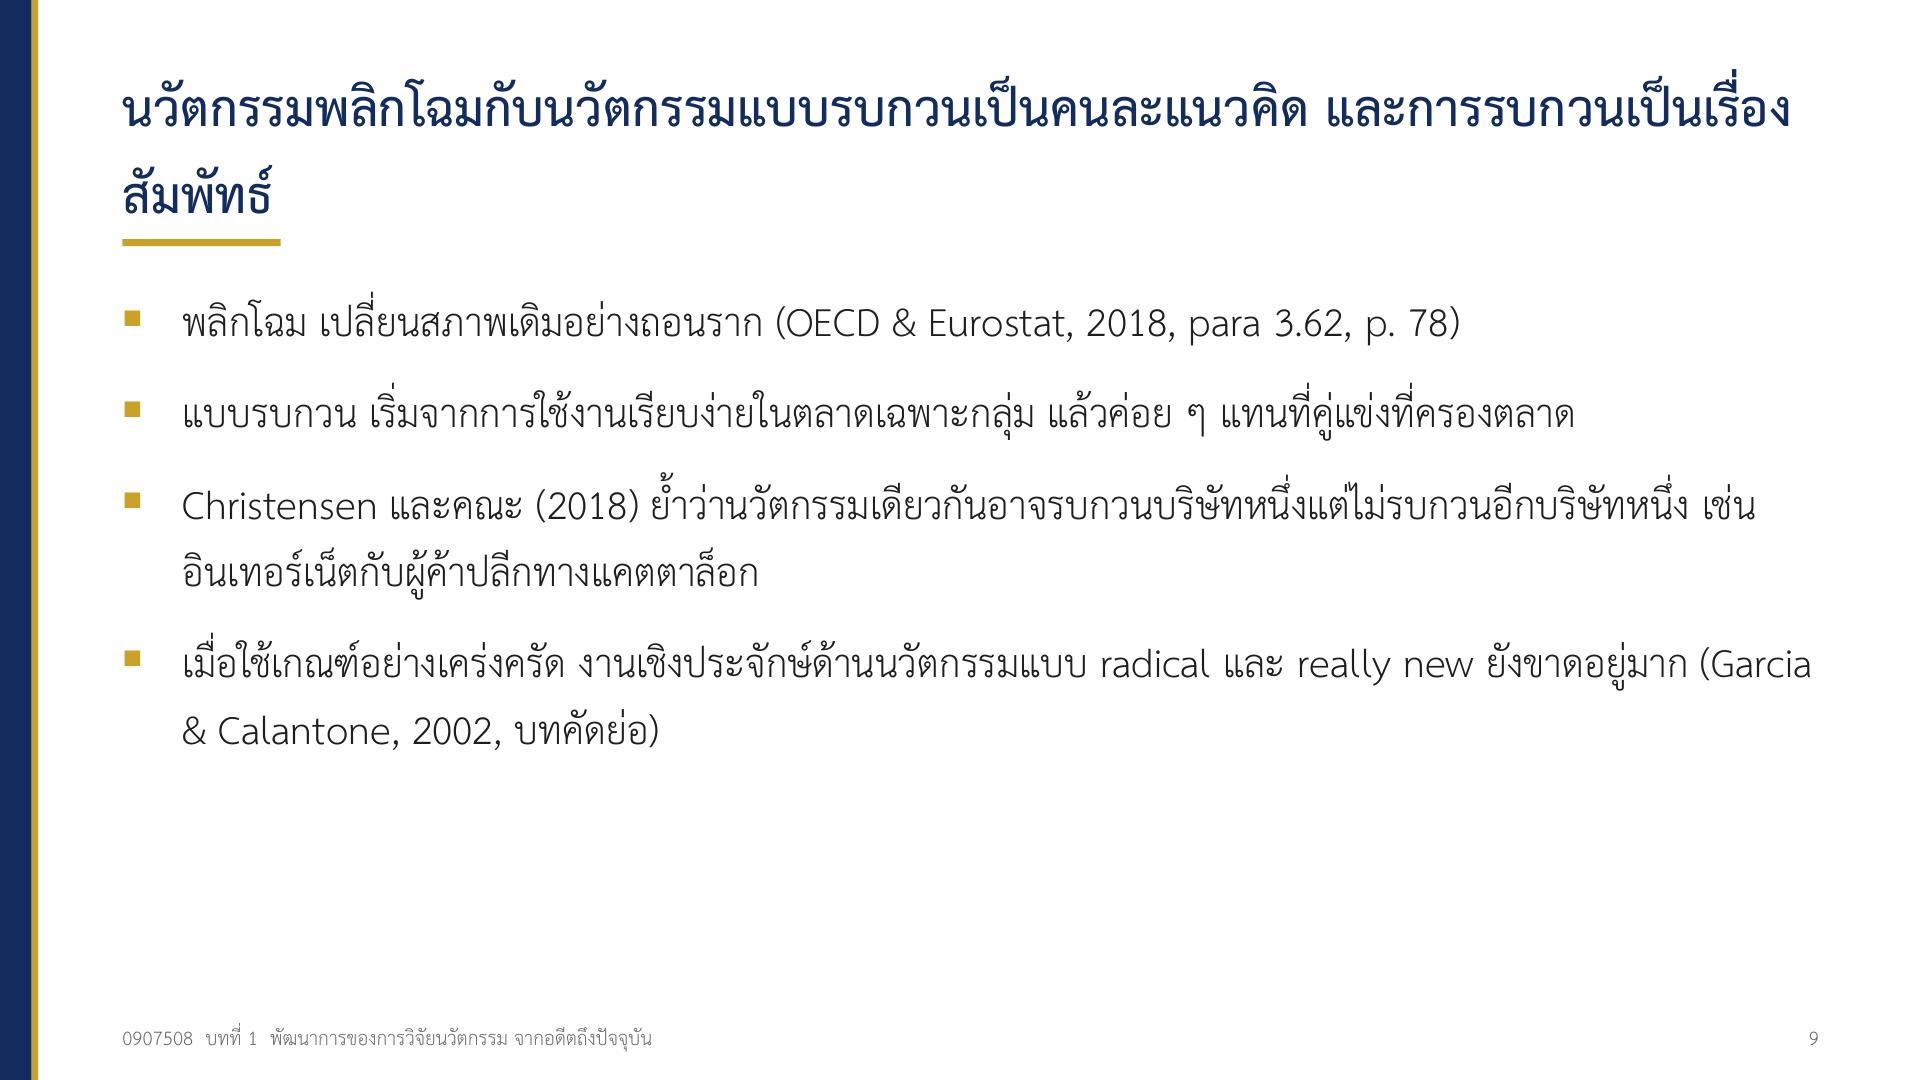 นวัตกรรมพลิกโฉมกับนวัตกรรมแบบรบกวนเป็นคนละแนวคิด และการรบกวนเป็นเรื่อง
สัมพัทธ์
▪ พลิกโฉม เปลี่ยนสภาพเดิมอย่างถอนราก (OECD & Eurostat, 2018, para 3.62, p. 78)
▪ แบบรบกวน เริ่มจากการใช้งานเรียบง่ายในตลาดเฉพาะกลุ่ม แล้วค่อย ๆ แทนที่คู่แข่งที่ครองตลาด
▪ Christensen และคณะ (2018) ย้ำว่านวัตกรรมเดียวกันอาจรบกวนบริษัทหนึ่งแต่ไม่รบกวนอีกบริษัทหนึ่ง เช่น
อินเทอร์เน็ตกับผู้ค้าปลีกทางแคตตาล็อก
▪ เมื่อใช้เกณฑ์อย่างเคร่งครัด งานเชิงประจักษ์ด้านนวัตกรรมแบบ radical และ really new ยังขาดอยู่มาก (Garcia
& Calantone, 2002, บทคัดย่อ)
0907508 บทที่ 1 พัฒนาการของการวิจัยนวัตกรรม จากอดีตถึงปัจจุบัน
9